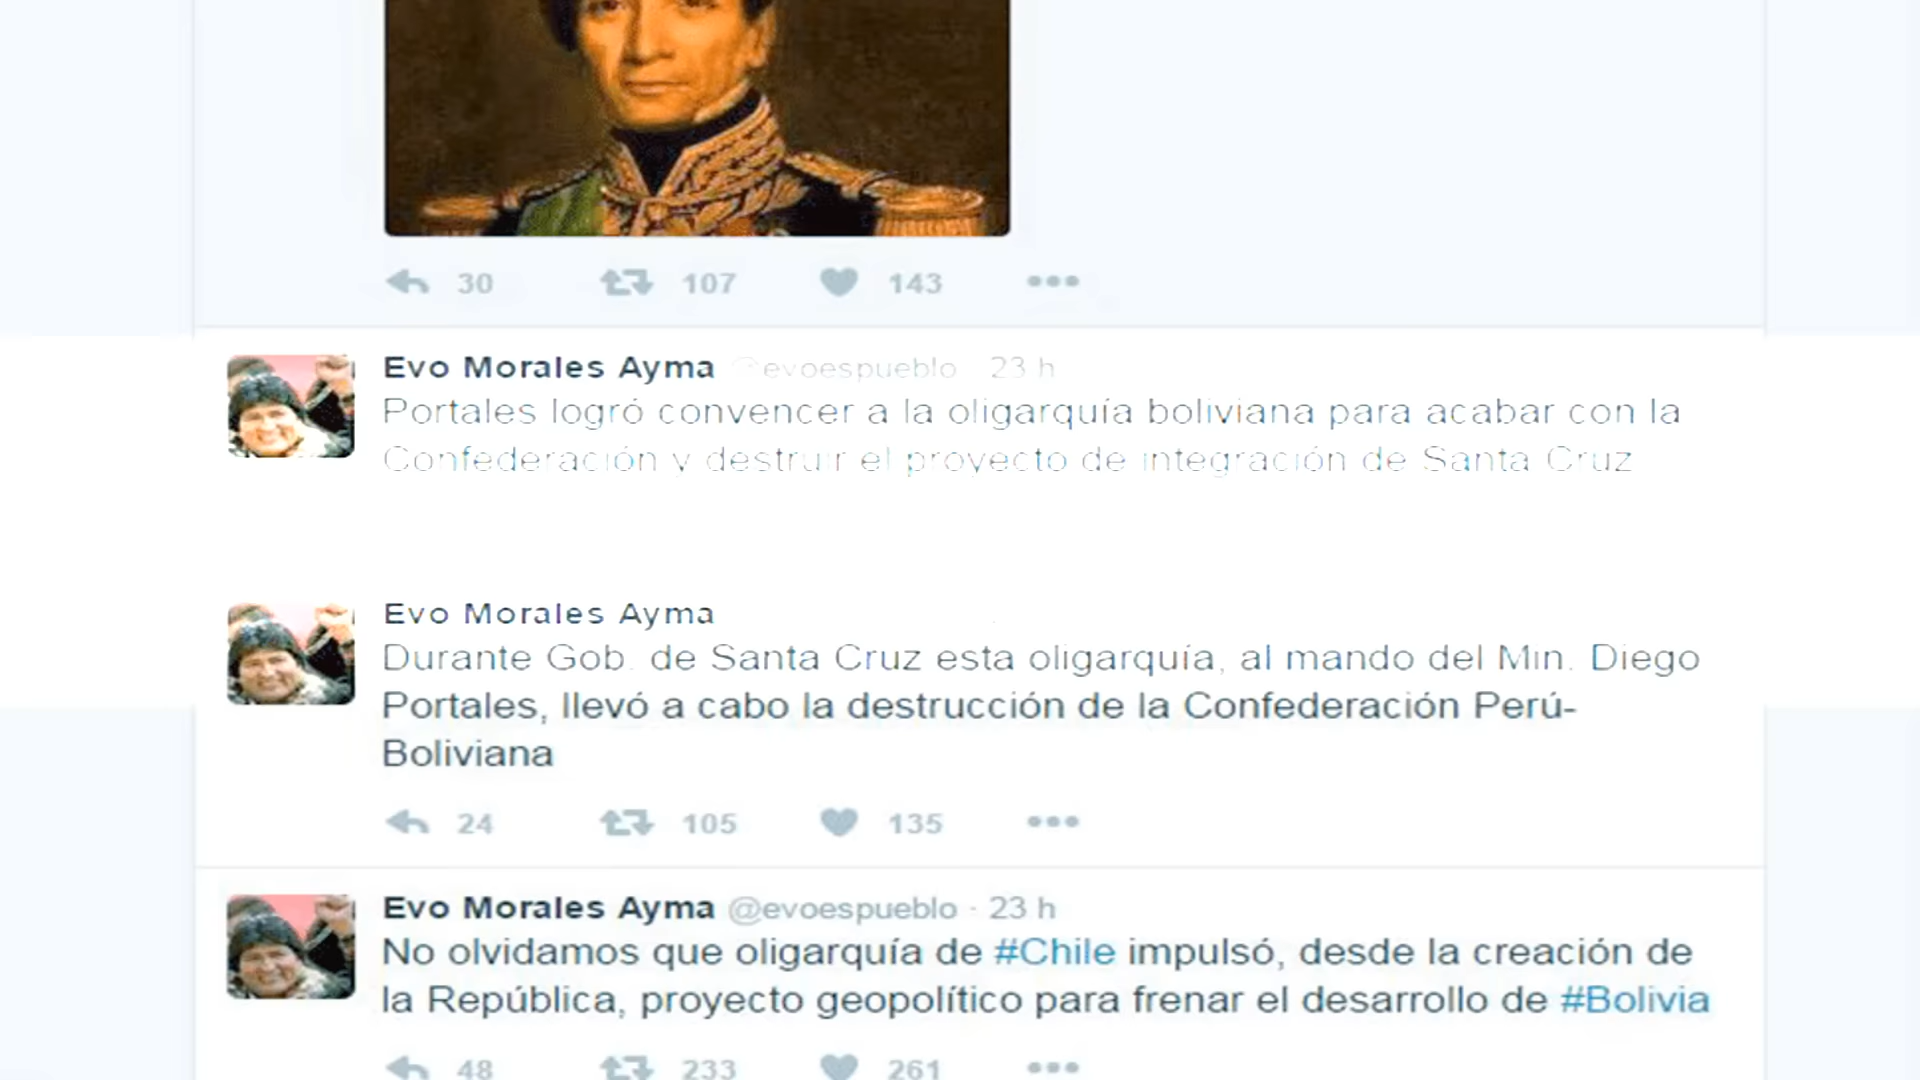 30 107 143
Evo Morales Ayma @evoespueblo 23 h
Portales logró convencer a la oligarquía boliviana para acabar con la
Confederación y destruir el proyecto de integración de Santa Cruz
Evo Morales Ayma
Durante Gob. de Santa Cruz esta oligarquía, al mando del Min. Diego
Portales, llevó a cabo la destrucción de la Confederación Perú-
Boliviana
24 105 135
Evo Morales Ayma @evoespueblo · 23 h
No olvidamos que oligarquía de #Chile impulsó, desde la creación de
la República, proyecto geopolítico para frenar el desarrollo de #Bolivia
48 233 261